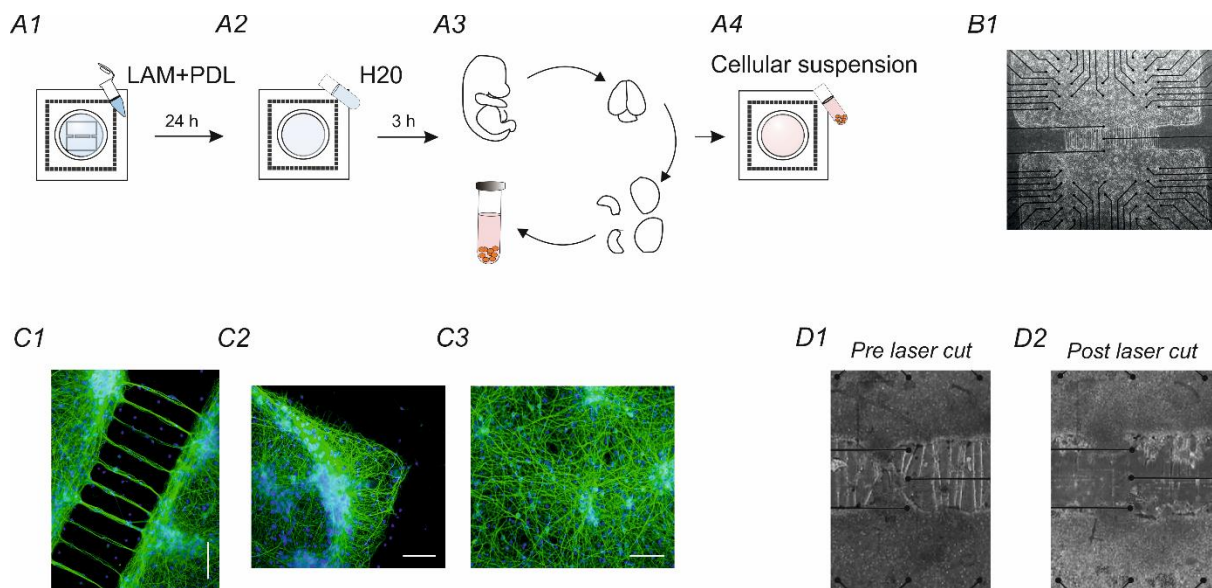 A1
A2
A3
A4
B1
LAM+PDL
H20
Cellular suspension
24 h
3 h
C1
C2
C3
D1
D2
Pre laser cut
Post laser cut